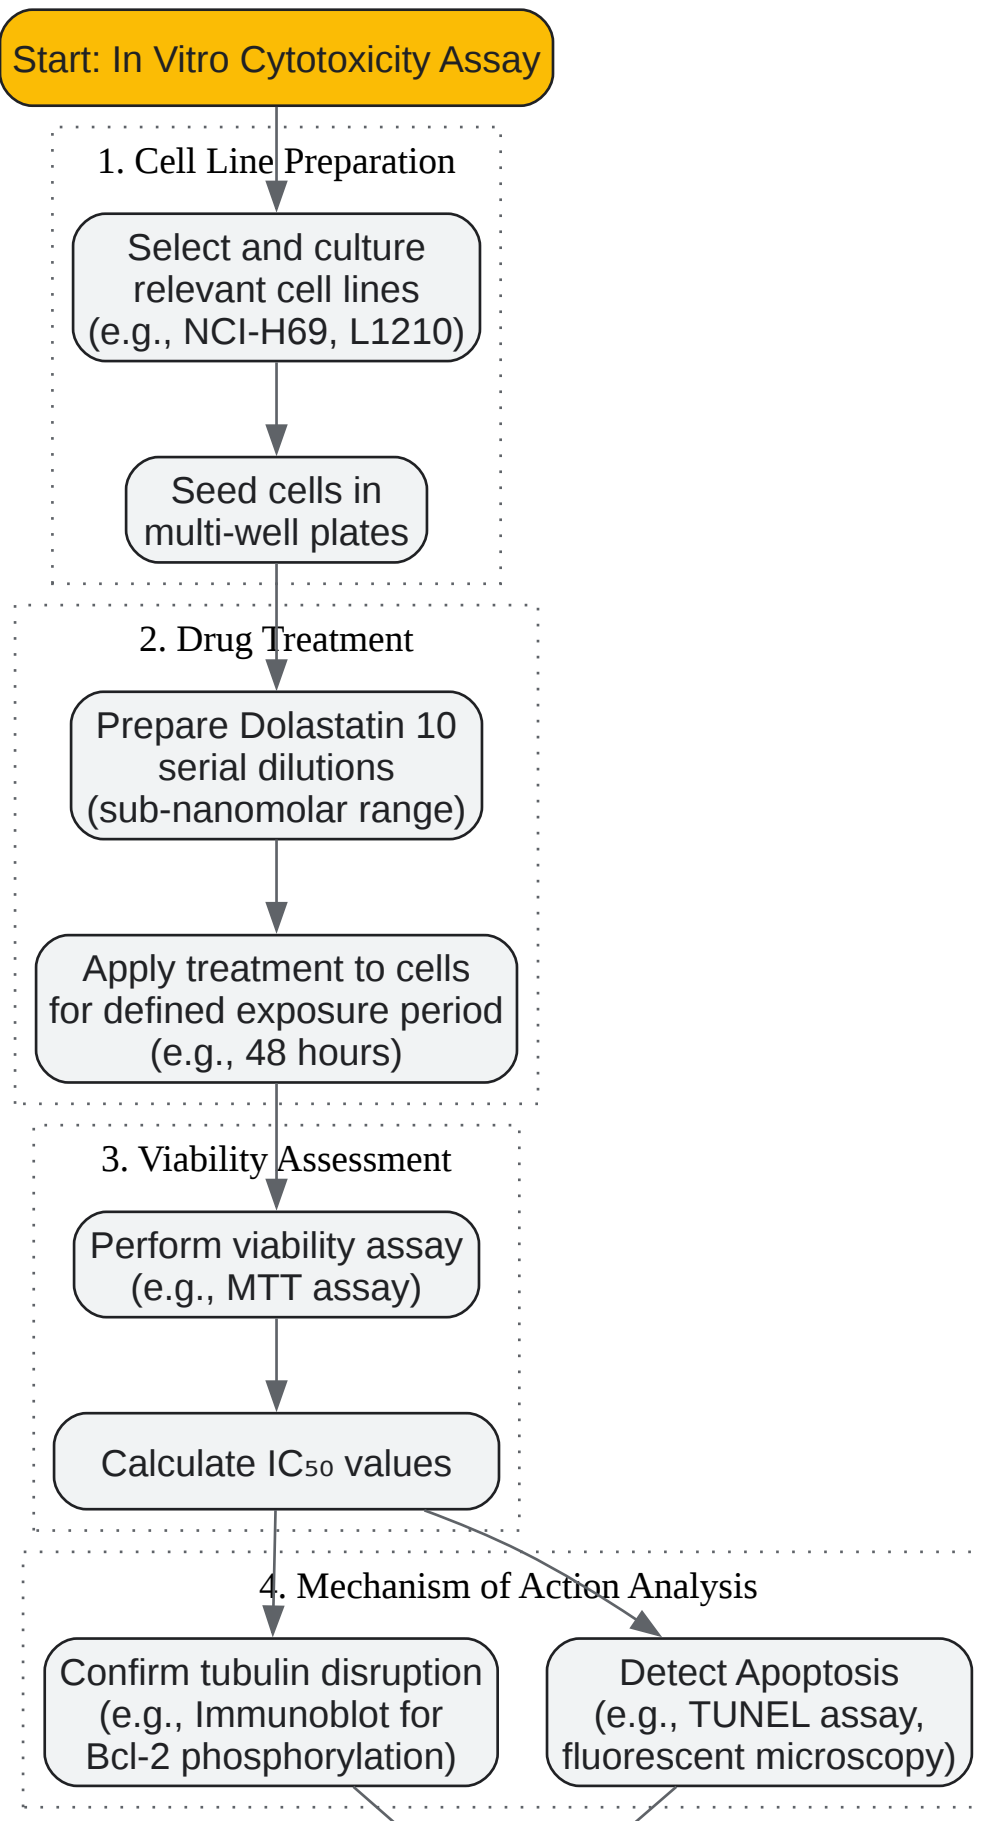 Start: In Vitro Cytotoxicity Assay
1. Cell Line Preparation
Select and culture
relevant cell lines
(e.g., NCI-H69, L1210)
Seed cells in
multi-well plates
2. Drug Treatment
Prepare Dolastatin 10
serial dilutions
(sub-nanomolar range)
Apply treatment to cells
for defined exposure period
(e.g., 48 hours)
3. Viability Assessment
Perform viability assay
(e.g., MTT assay)
Calculate IC₅₀ values
4. Mechanism of Action Analysis
Confirm tubulin disruption
(e.g., Immunoblot for
Bcl-2 phosphorylation)
Detect Apoptosis
(e.g., TUNEL assay,
fluorescent microscopy)